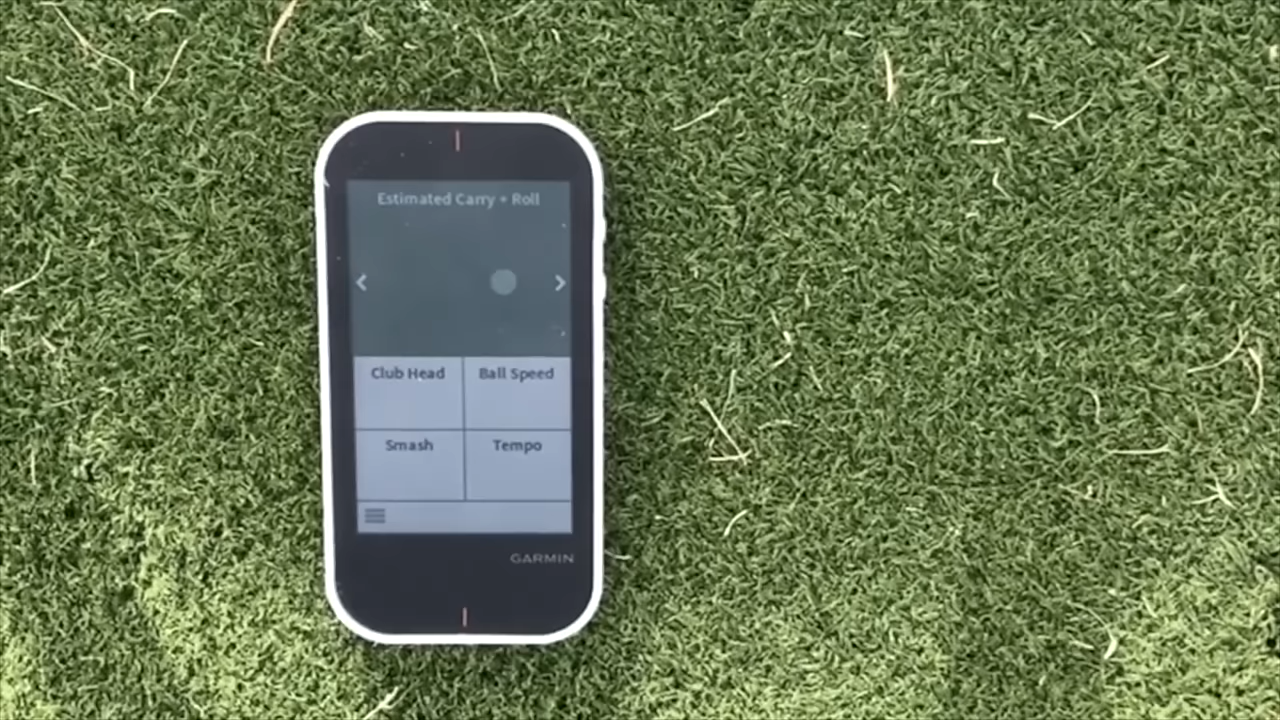 Estimated Carry + Roll
Club Head
Ball Speed
Smash
Tempo
GARMIN